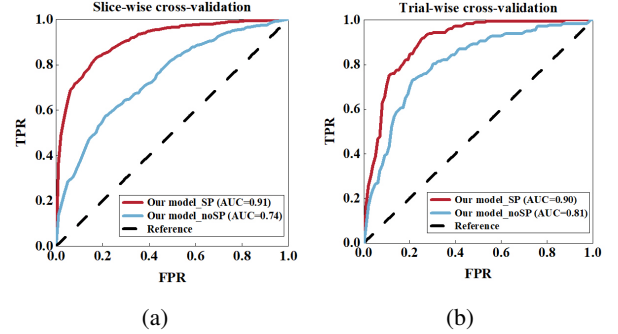 Slice-wise cross-validation
TPR
1.0
0.8
0.6
0.4
0.2
0.0
0.0 0.2 0.4 0.6 0.8 1.0
FPR
Our model_SP (AUC=0.91)
Our model_noSP (AUC=0.74)
Reference
(a)
Trial-wise cross-validation
TPR
1.0
0.8
0.6
0.4
0.2
0.0
0.0 0.2 0.4 0.6 0.8 1.0
FPR
Our model_SP (AUC=0.90)
Our model_noSP (AUC=0.81)
Reference
(b)